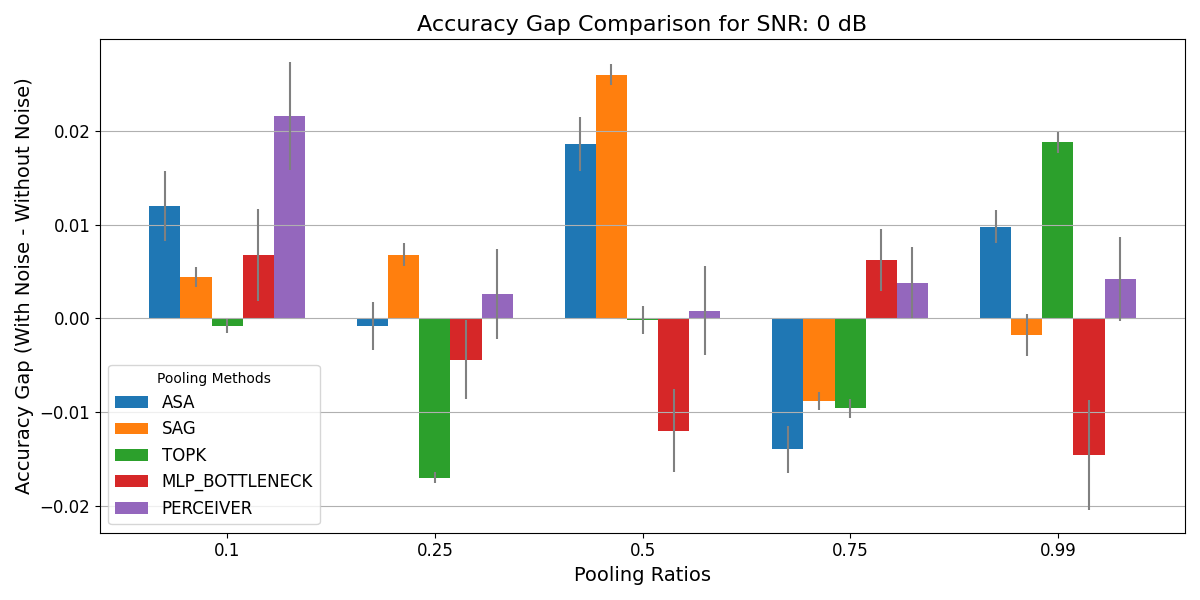 Accuracy Gap Comparison for SNR: 0 dB
Accuracy Gap (With Noise - Without Noise)
0.02
0.01
0.00
−0.01
−0.02
Pooling Methods
ASA
SAG
TOPK
MLP_BOTTLENECK
PERCEIVER
0.1 0.25 0.5 0.75 0.99
Pooling Ratios